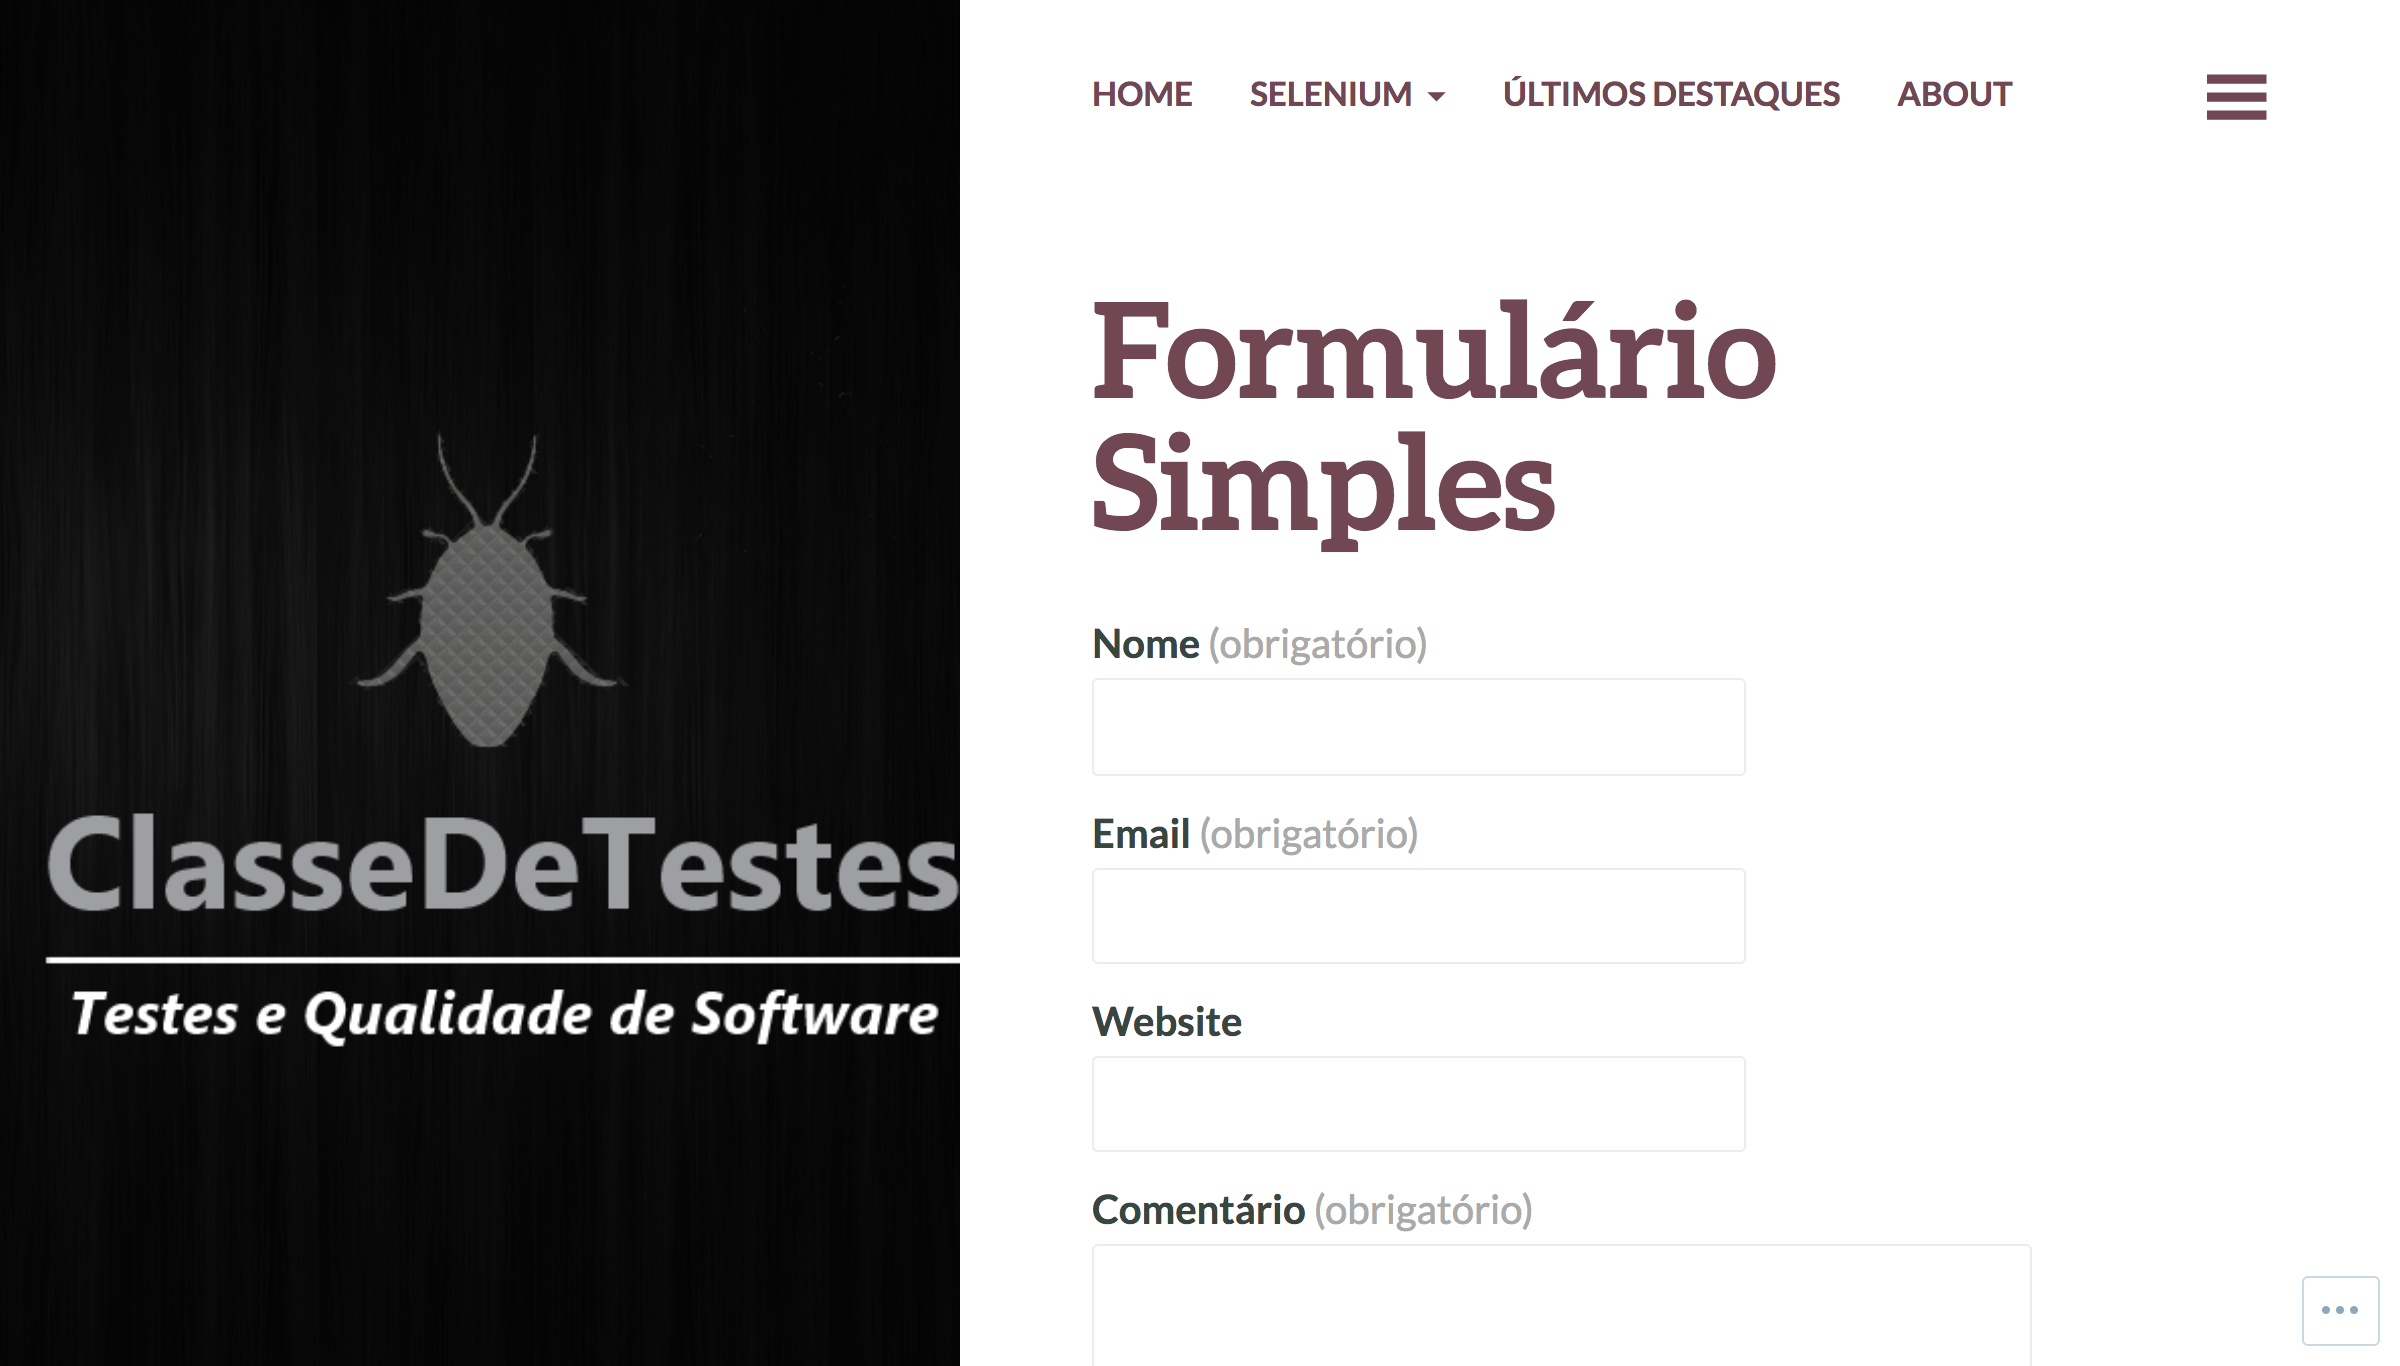 ClasseDeTestes
Testes e Qualidade de Software
HOME SELENIUM ÚLTIMOS DESTAQUES ABOUT
Formulário
Simples
Nome (obrigatório)
Email (obrigatório)
Website
Comentário (obrigatório)